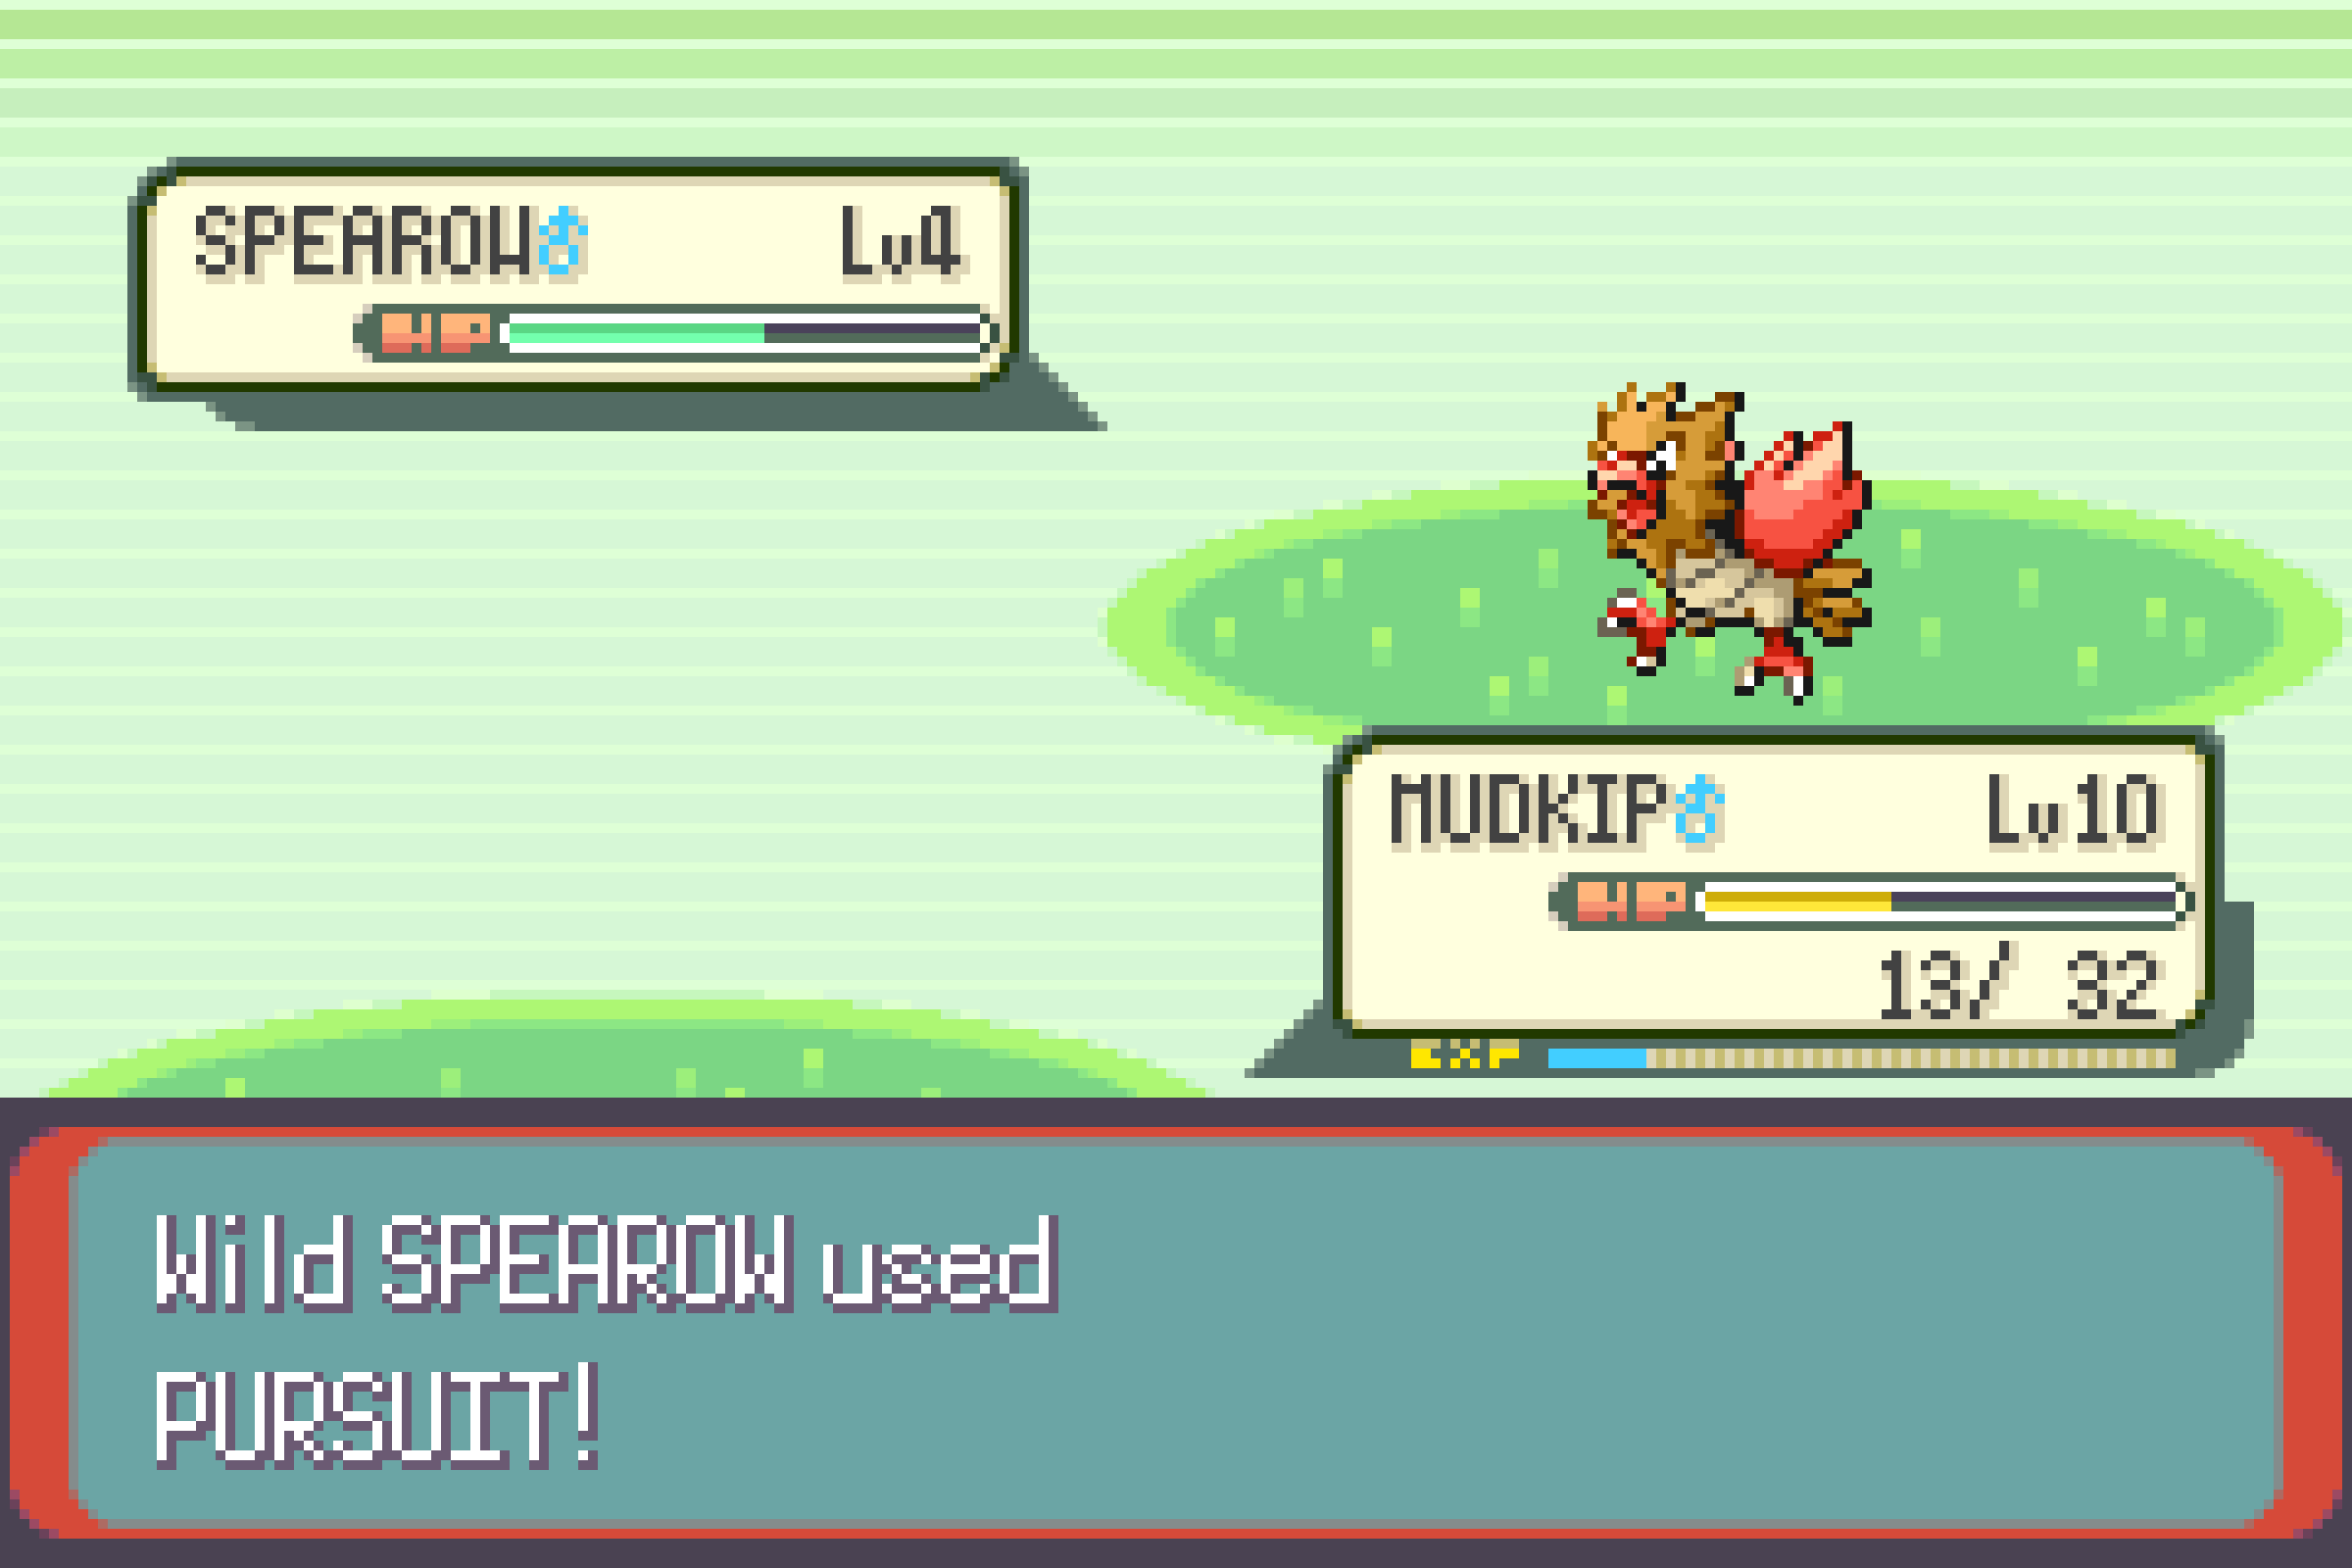 SPEAROW♂ Lv4
HP
MUDKIP♂ Lv10
HP
13/ 32
EXP
Wild SPEAROW used
PURSUIT!